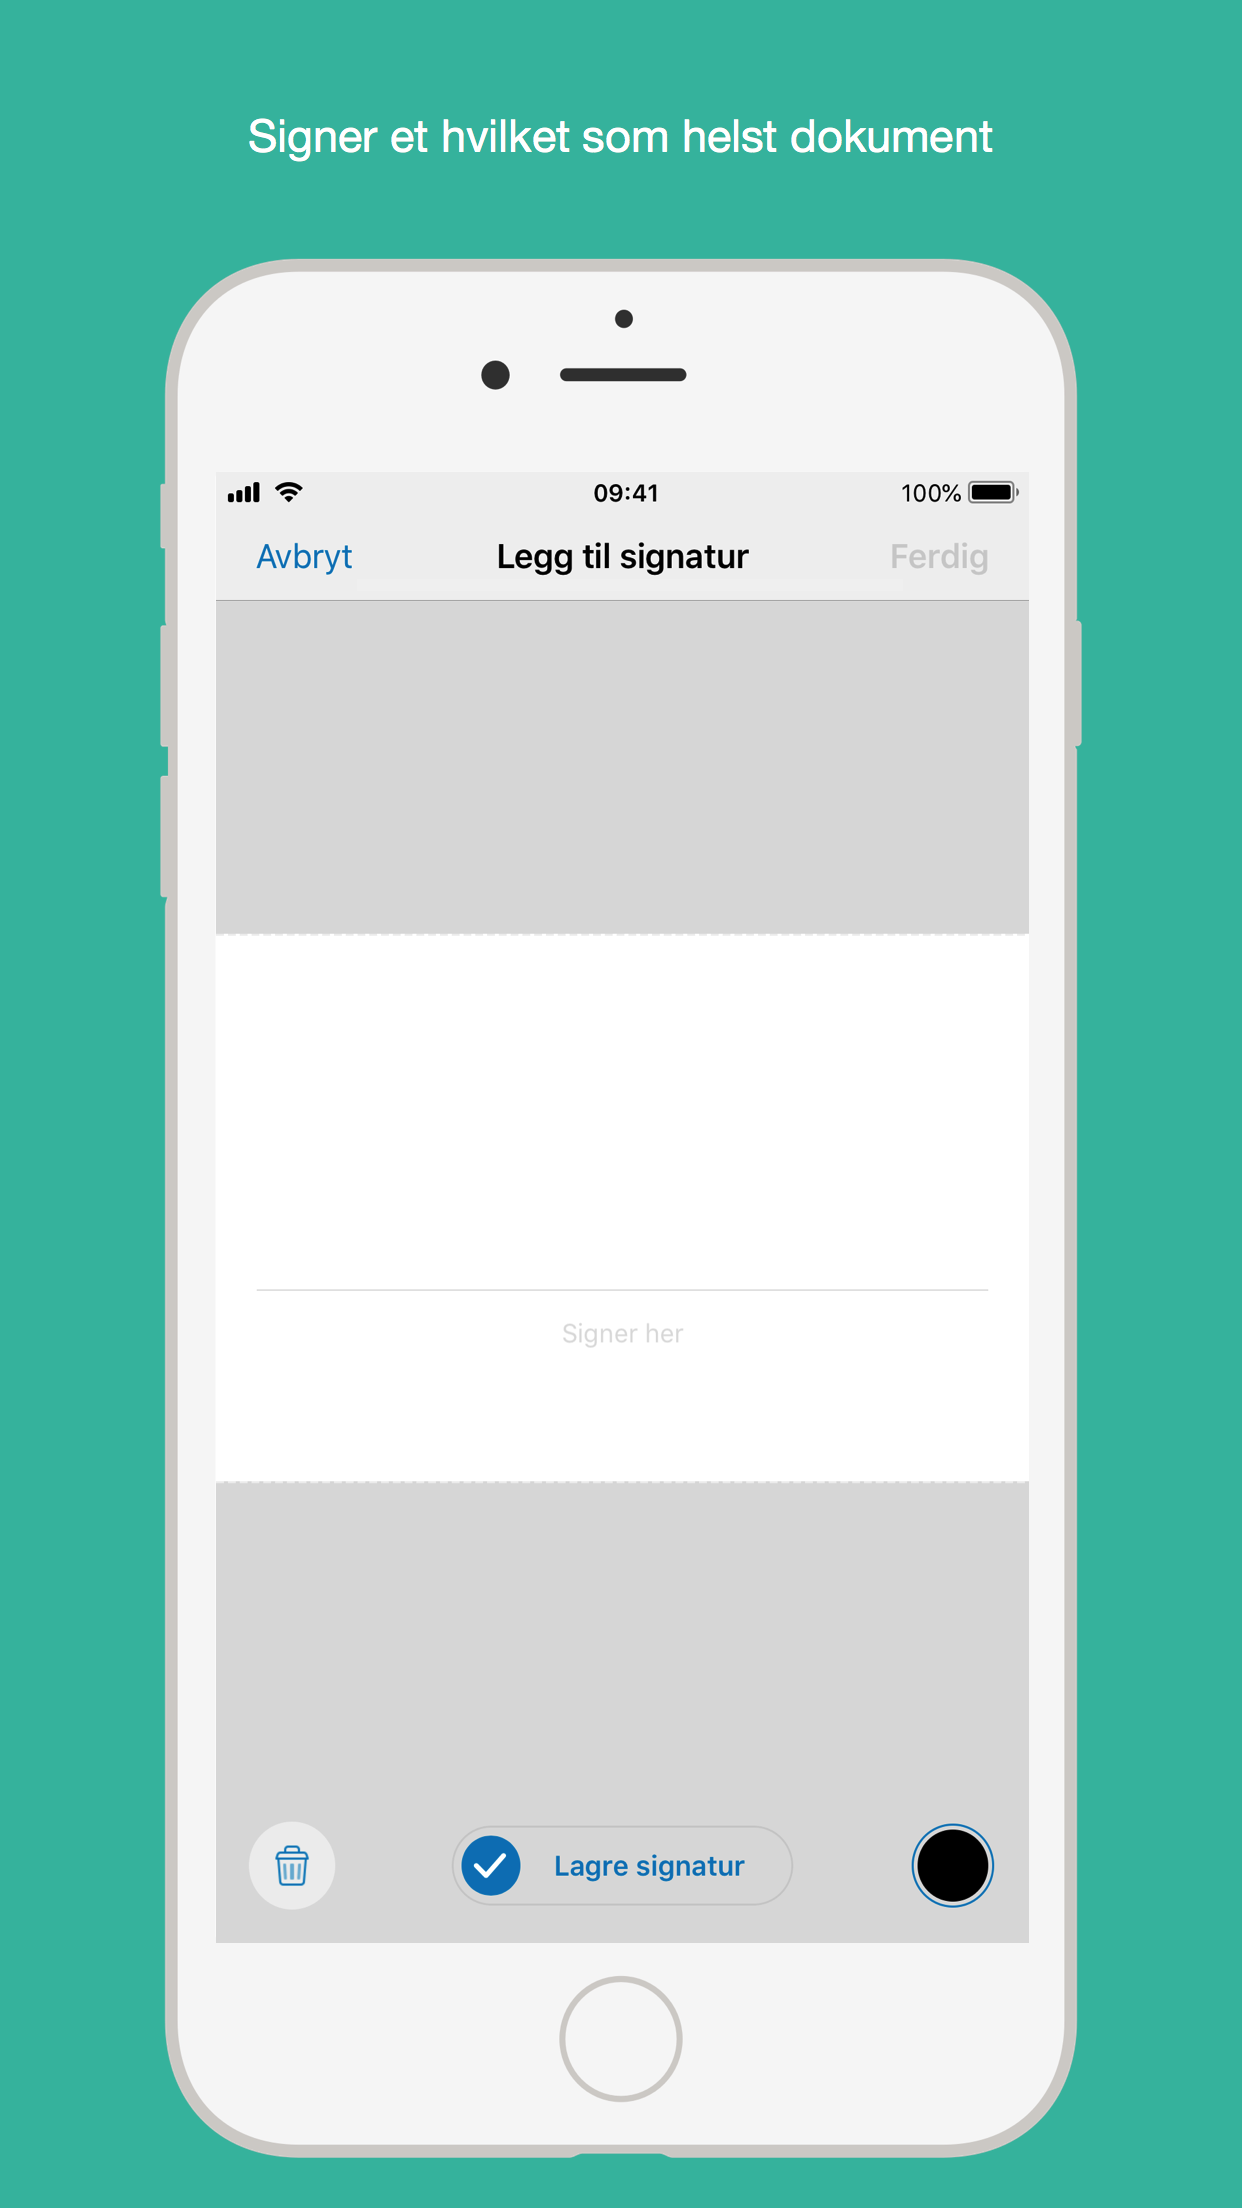 Signer et hvilket som helst dokument
09:41
100%
Avbryt
Legg til signatur
Ferdig
Signer her
Lagre signatur